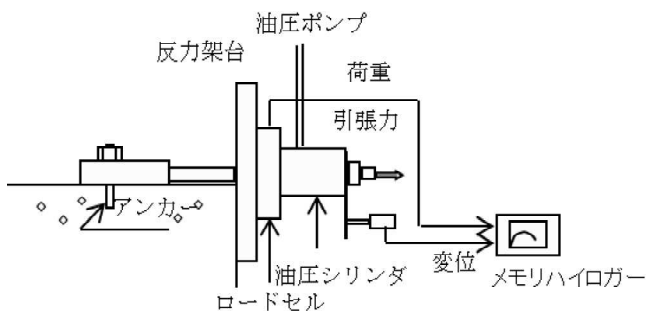 油圧ポンプ
反力架台
荷重
引張力
アンカー
変位
油圧シリンダ
メモリハイロガー
ロードセル